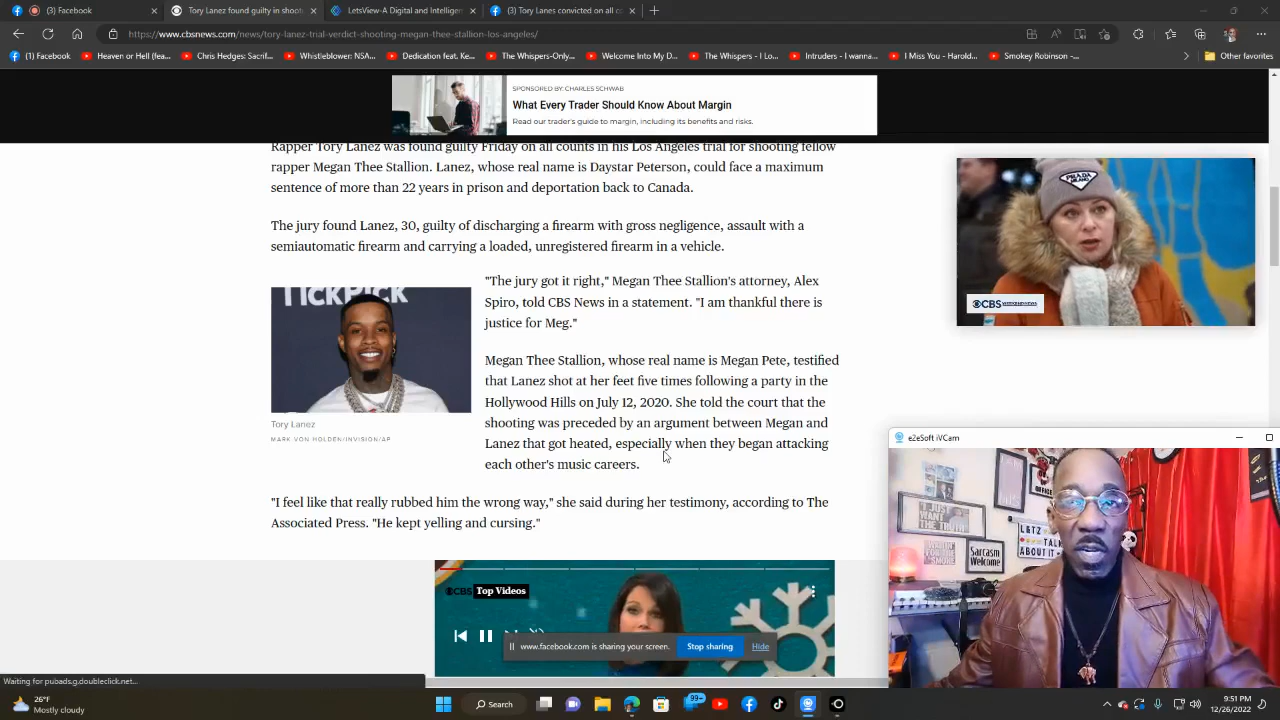 (1) Facebook
Tory Lanez found guilty in shooti
LetsView-A Digital and Intelligen
(3) Tory Lanes convicted on all co
https://www.cbsnews.com/news/tory-lanez-trial-verdict-shooting-megan-thee-stallion-los-angeles/
(1) Facebook
Heaven or Hell (fea...
Chris Hedges: Sacrif...
Whistleblower: NSA...
Dedication feat. Ke...
The Whispers-Only...
Welcome Into My D...
The Whispers - I Lo...
Intruders - I wanna...
I Miss You - Harold...
Smokey Robinson -...
Other favorites
SPONSORED BY: CHARLES SCHWAB
What Every Trader Should Know About Margin
Read our trader's guide to margin, including its benefits and risks.
Rapper Tory Lanez was found guilty Friday on all counts in his Los Angeles trial for shooting fellow
rapper Megan Thee Stallion. Lanez, whose real name is Daystar Peterson, could face a maximum
sentence of more than 22 years in prison and deportation back to Canada.
The jury found Lanez, 30, guilty of discharging a firearm with gross negligence, assault with a
semiautomatic firearm and carrying a loaded, unregistered firearm in a vehicle.
TICKPICK
Tory Lanez
MARK VON HOLDEN/INVISION/AP
"The jury got it right," Megan Thee Stallion's attorney, Alex
Spiro, told CBS News in a statement. "I am thankful there is
justice for Meg."
Megan Thee Stallion, whose real name is Megan Pete, testified
that Lanez shot at her feet five times following a party in the
Hollywood Hills on July 12, 2020. She told the court that the
shooting was preceded by an argument between Megan and
Lanez that got heated, especially when they began attacking
each other's music careers.
"I feel like that really rubbed him the wrong way," she said during her testimony, according to The
Associated Press. "He kept yelling and cursing."
PRADA
CBS WEEKEND NEWS
e2eSoft iVCam
OFFICE
Sarcasm
Welcome
LET'Z
ABOUT IT
CBS Top Videos
www.facebook.com is sharing your screen.
Stop sharing
Hide
Waiting for pubads.g.doubleclick.net...
26°F
Mostly cloudy
Search
99+
9:51 PM
12/26/2022